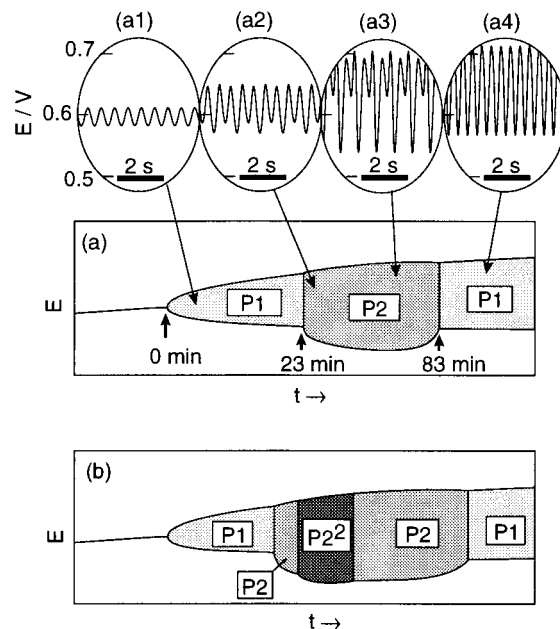 (a1) (a2) (a3) (a4)
0.7
0.6
0.5
E / V
2 s 2 s 2 s 2 s
(a)
P1 P2 P1
E
0 min 23 min 83 min
t →
(b)
P1 P2² P2 P1
P2
E
t →